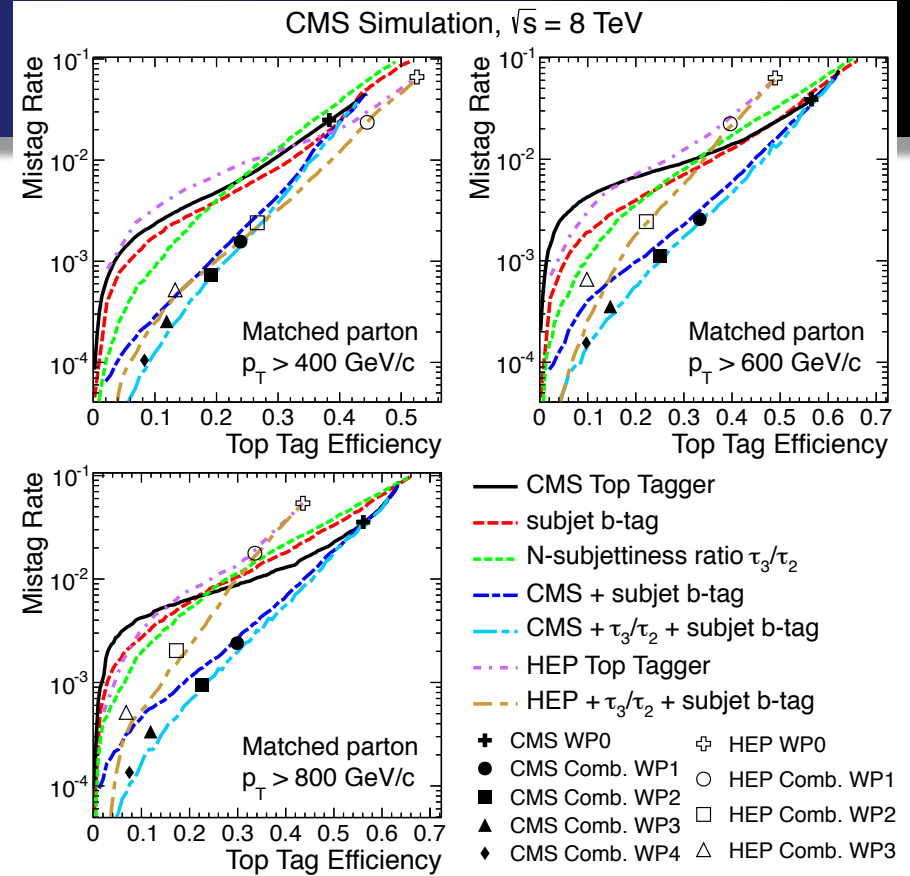 CMS Simulation, √s = 8 TeV
Mistag Rate
10⁻¹
10⁻²
10⁻³
10⁻⁴
Matched parton
p_T > 400 GeV/c
0 0.1 0.2 0.3 0.4 0.5
Top Tag Efficiency
Mistag Rate
10⁻¹
10⁻²
10⁻³
10⁻⁴
Matched parton
p_T > 600 GeV/c
0 0.1 0.2 0.3 0.4 0.5 0.6 0.7
Top Tag Efficiency
Mistag Rate
10⁻¹
10⁻²
10⁻³
10⁻⁴
Matched parton
p_T > 800 GeV/c
0 0.1 0.2 0.3 0.4 0.5 0.6 0.7
Top Tag Efficiency
CMS Top Tagger
subjet b-tag
N-subjettiness ratio τ₃/τ₂
CMS + subjet b-tag
CMS + τ₃/τ₂ + subjet b-tag
HEP Top Tagger
HEP + τ₃/τ₂ + subjet b-tag
CMS WP0
CMS Comb. WP1
CMS Comb. WP2
CMS Comb. WP3
CMS Comb. WP4
HEP WP0
HEP Comb. WP1
HEP Comb. WP2
HEP Comb. WP3